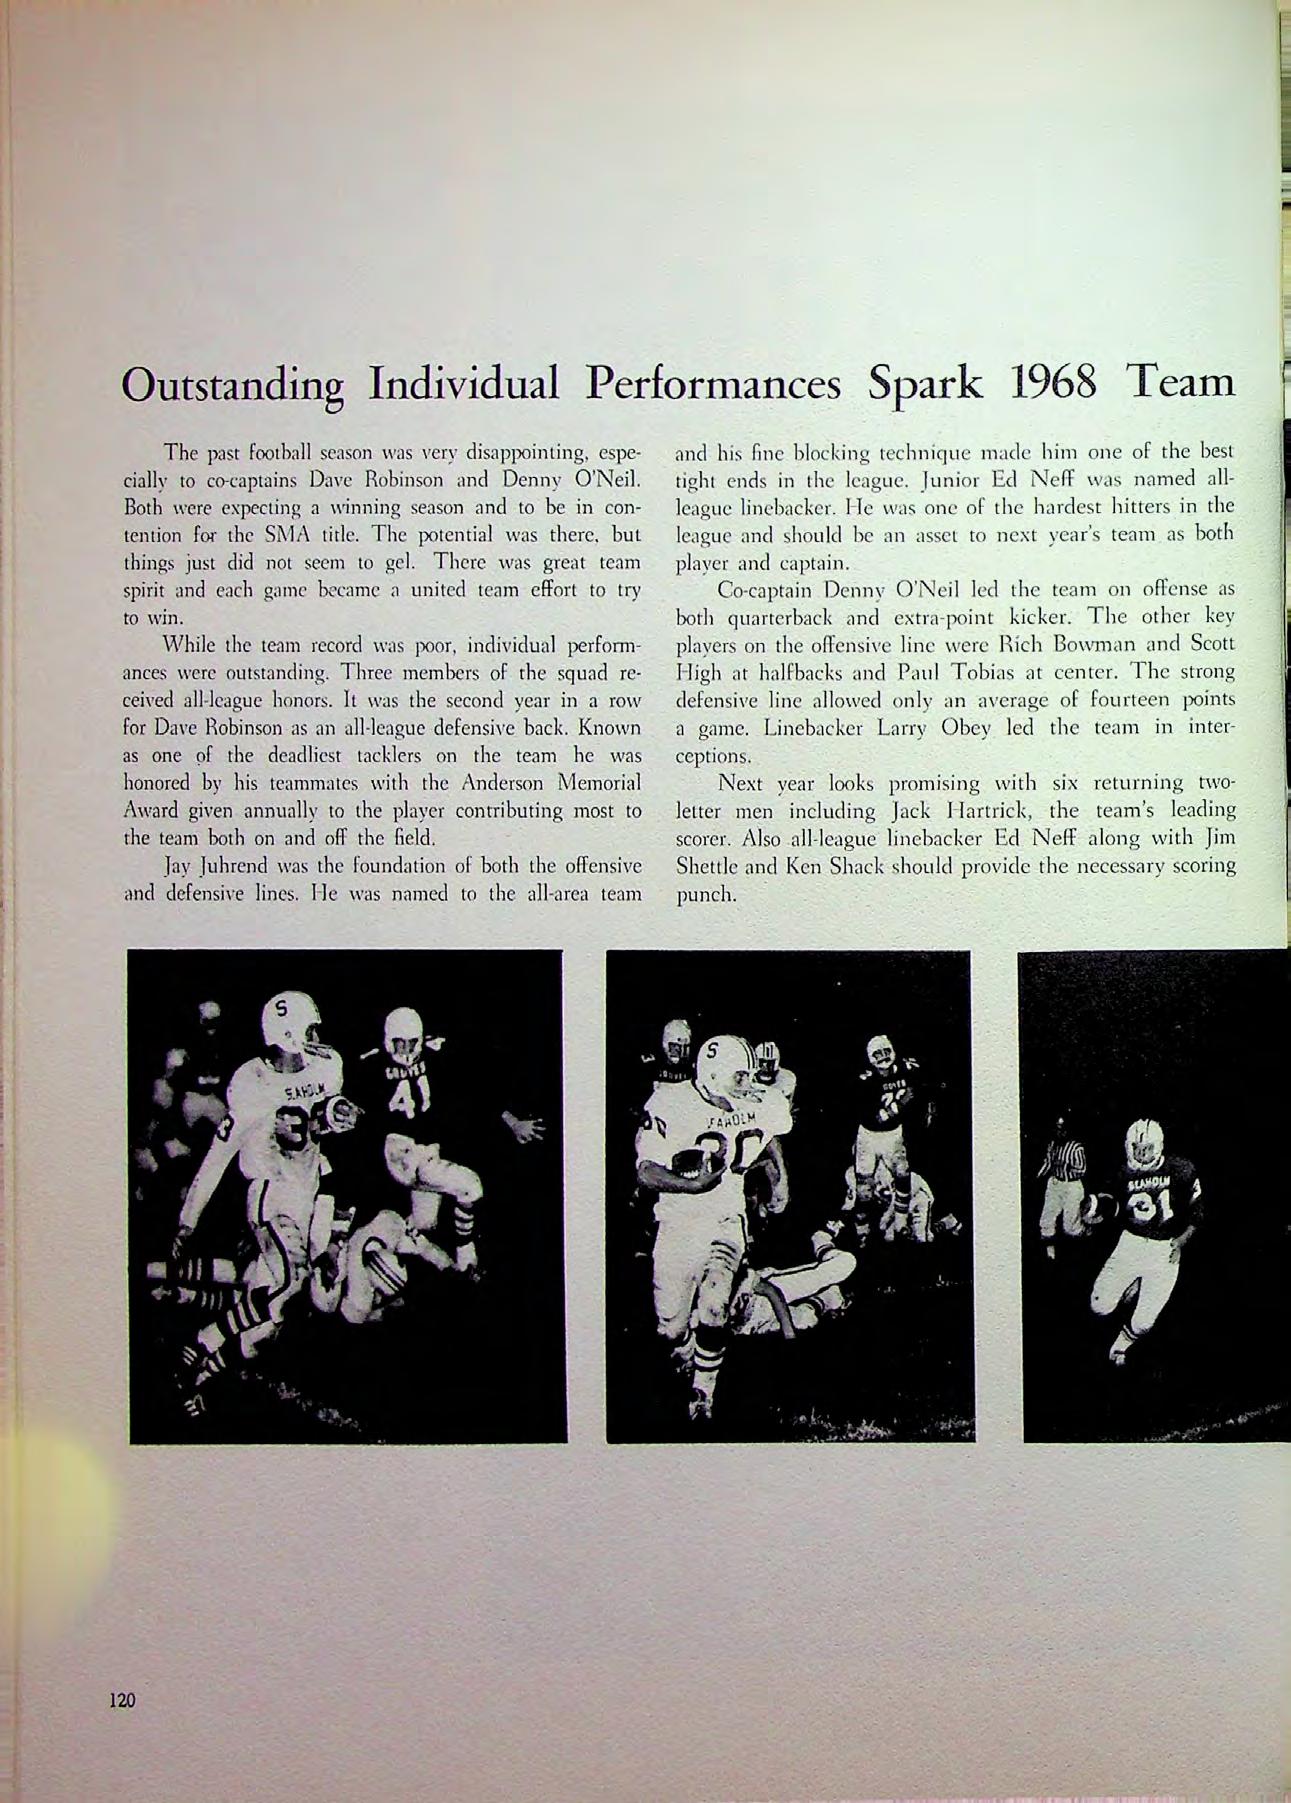 Outstanding Individual Performances Spark 1968 Team
The past football season was very disappointing, espe-
cially to co-captains Dave Robinson and Denny O'Neil.
Both were expecting a winning season and to be in con-
tention for the SMA title. The potential was there, but
things just did not seem to gel. There was great team
spirit and each game became a united team effort to try
to win.
While the team record was poor, individual perform-
ances were outstanding. Three members of the squad re-
ceived all-league honors. It was the second year in a row
for Dave Robinson as an all-league defensive back. Known
as one of the deadliest tacklers on the team he was
honored by his teammates with the Anderson Memorial
Award given annually to the player contributing most to
the team both on and off the field.
Jay Juhrend was the foundation of both the offensive
and defensive lines. He was named to the all-area team
and his fine blocking technique made him one of the best
tight ends in the league. Junior Ed Neff was named all-
league linebacker. He was one of the hardest hitters in the
league and should be an asset to next year's team as both
player and captain.
Co-captain Denny O'Neil led the team on offense as
both quarterback and extra-point kicker. The other key
players on the offensive line were Rich Bowman and Scott
High at halfbacks and Paul Tobias at center. The strong
defensive line allowed only an average of fourteen points
a game. Linebacker Larry Obey led the team in inter-
ceptions.
Next year looks promising with six returning two-
letter men including Jack Hartrick, the team's leading
scorer. Also all-league linebacker Ed Neff along with Jim
Shettle and Ken Shack should provide the necessary scoring
punch.
S
SEAHOLM
3
GROVES
41
S
SEAHOLM
31
120